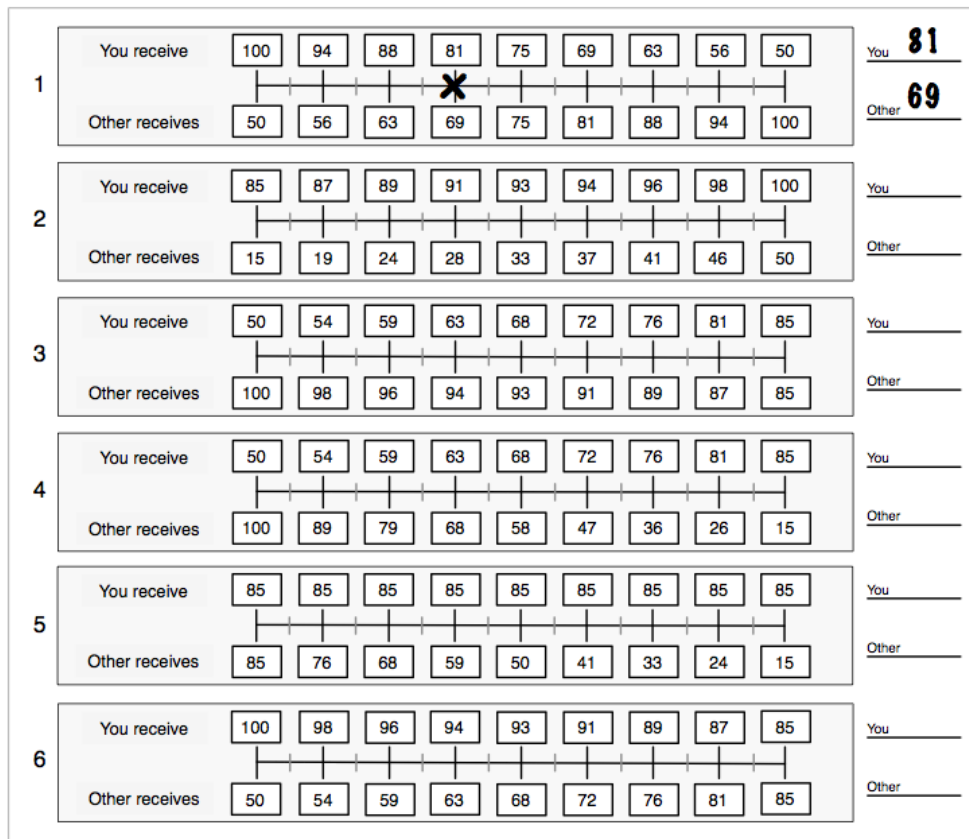 You receive 100 94 88 81 75 69 63 56 50 You 81
1
Other receives 50 56 63 69 75 81 88 94 100 Other 69
You receive 85 87 89 91 93 94 96 98 100 You
2
Other receives 15 19 24 28 33 37 41 46 50 Other
You receive 50 54 59 63 68 72 76 81 85 You
3
Other receives 100 98 96 94 93 91 89 87 85 Other
You receive 50 54 59 63 68 72 76 81 85 You
4
Other receives 100 89 79 68 58 47 36 26 15 Other
You receive 85 85 85 85 85 85 85 85 85 You
5
Other receives 85 76 68 59 50 41 33 24 15 Other
You receive 100 98 96 94 93 91 89 87 85 You
6
Other receives 50 54 59 63 68 72 76 81 85 Other